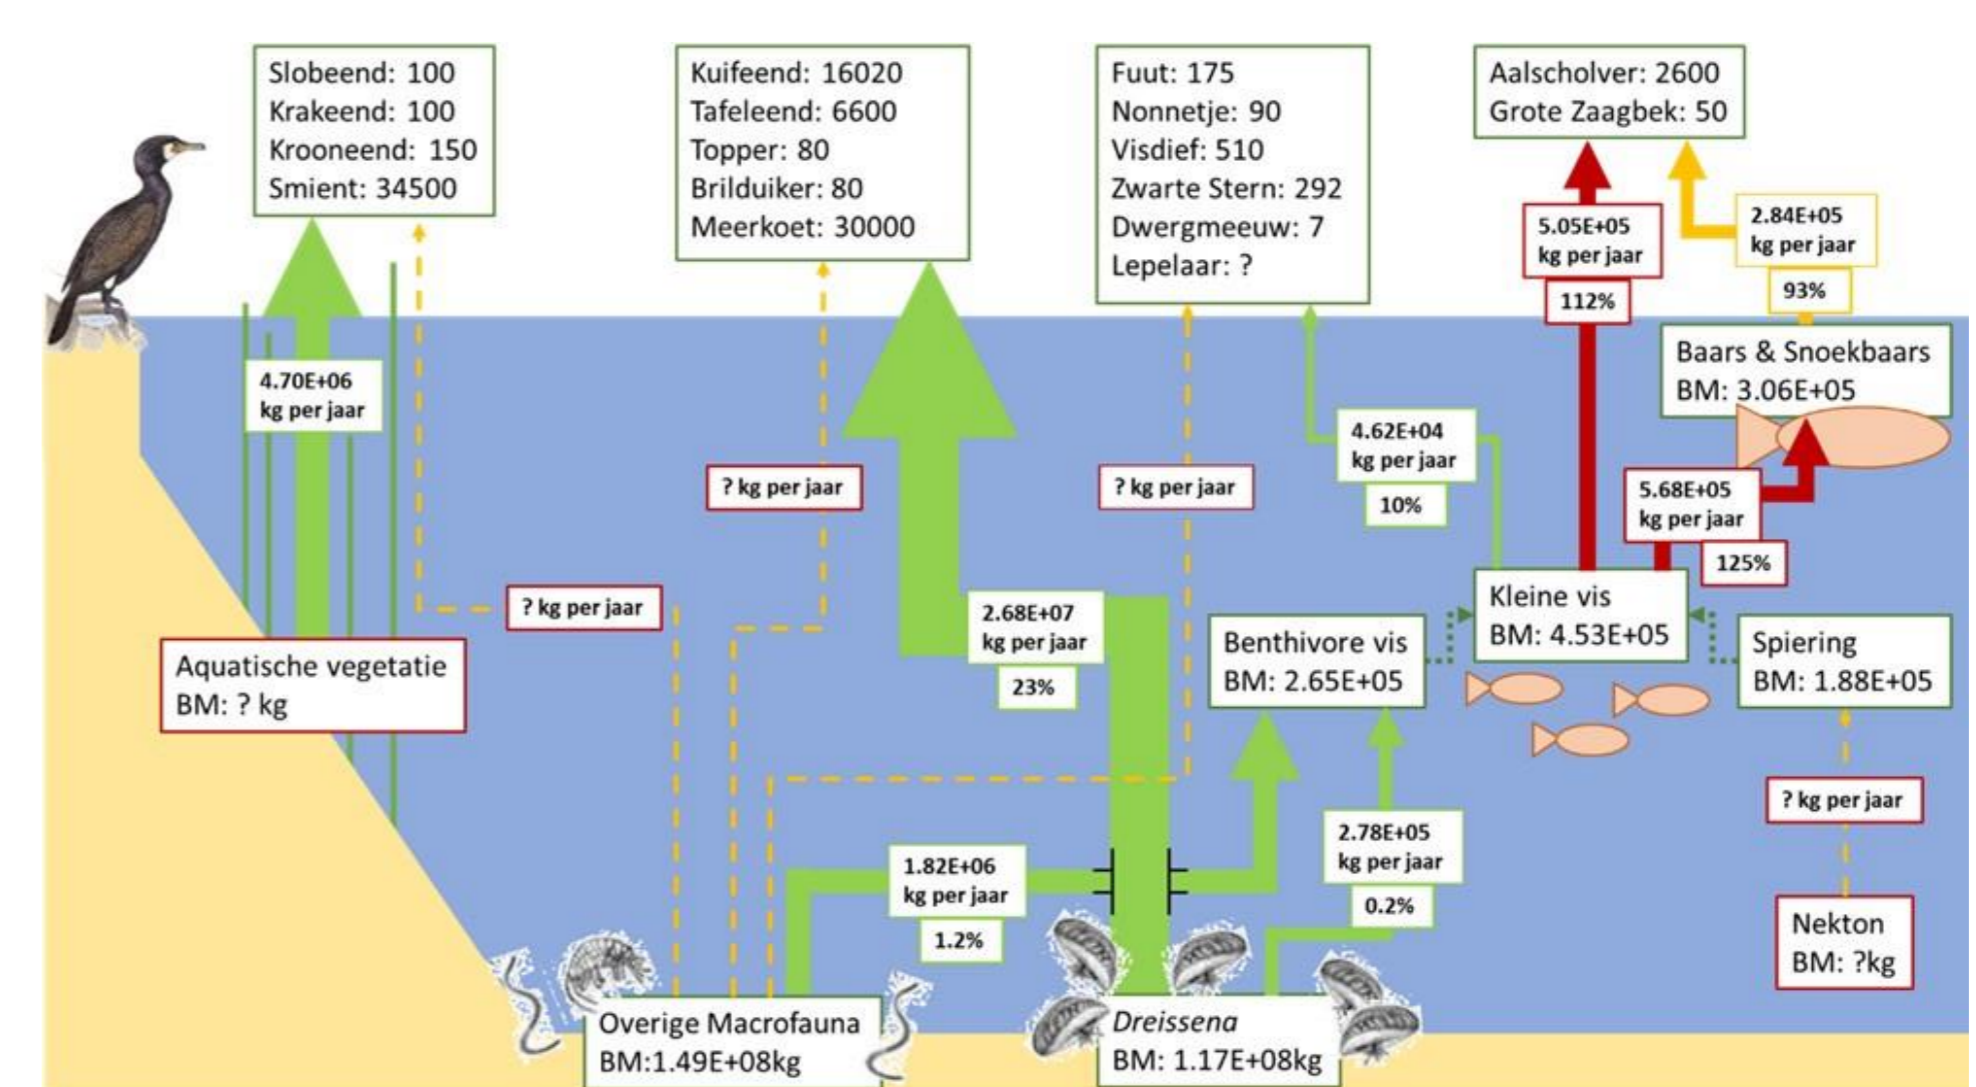 Slobeend: 100
Krakeend: 100
Krooneend: 150
Smient: 34500
Kuifeend: 16020
Tafeleend: 6600
Topper: 80
Brilduiker: 80
Meerkoet: 30000
Fuut: 175
Nonnetje: 90
Visdief: 510
Zwarte Stern: 292
Dwergmeeuw: 7
Lepelaar: ?
Aalscholver: 2600
Grote Zaagbek: 50
5.05E+05
kg per jaar
112%
2.84E+05
kg per jaar
93%
Baars & Snoekbaars
BM: 3.06E+05
4.70E+06
kg per jaar
4.62E+04
kg per jaar
10%
? kg per jaar
? kg per jaar
5.68E+05
kg per jaar
125%
? kg per jaar
2.68E+07
kg per jaar
23%
Kleine vis
BM: 4.53E+05
Benthivore vis
BM: 2.65E+05
Spiering
BM: 1.88E+05
Aquatische vegetatie
BM: ? kg
? kg per jaar
1.82E+06
kg per jaar
1.2%
2.78E+05
kg per jaar
0.2%
Nekton
BM: ?kg
Overige Macrofauna
BM:1.49E+08kg
Dreissena
BM: 1.17E+08kg